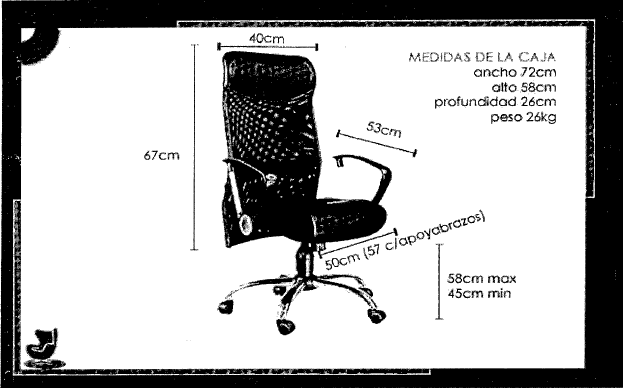 40cm
MEDIDAS DE LA CAJA
ancho 72cm
alto 58cm
profundidad 26cm
peso 26kg
53cm
67cm
50cm (57 c/apoyabrazos)
58cm max
45cm min